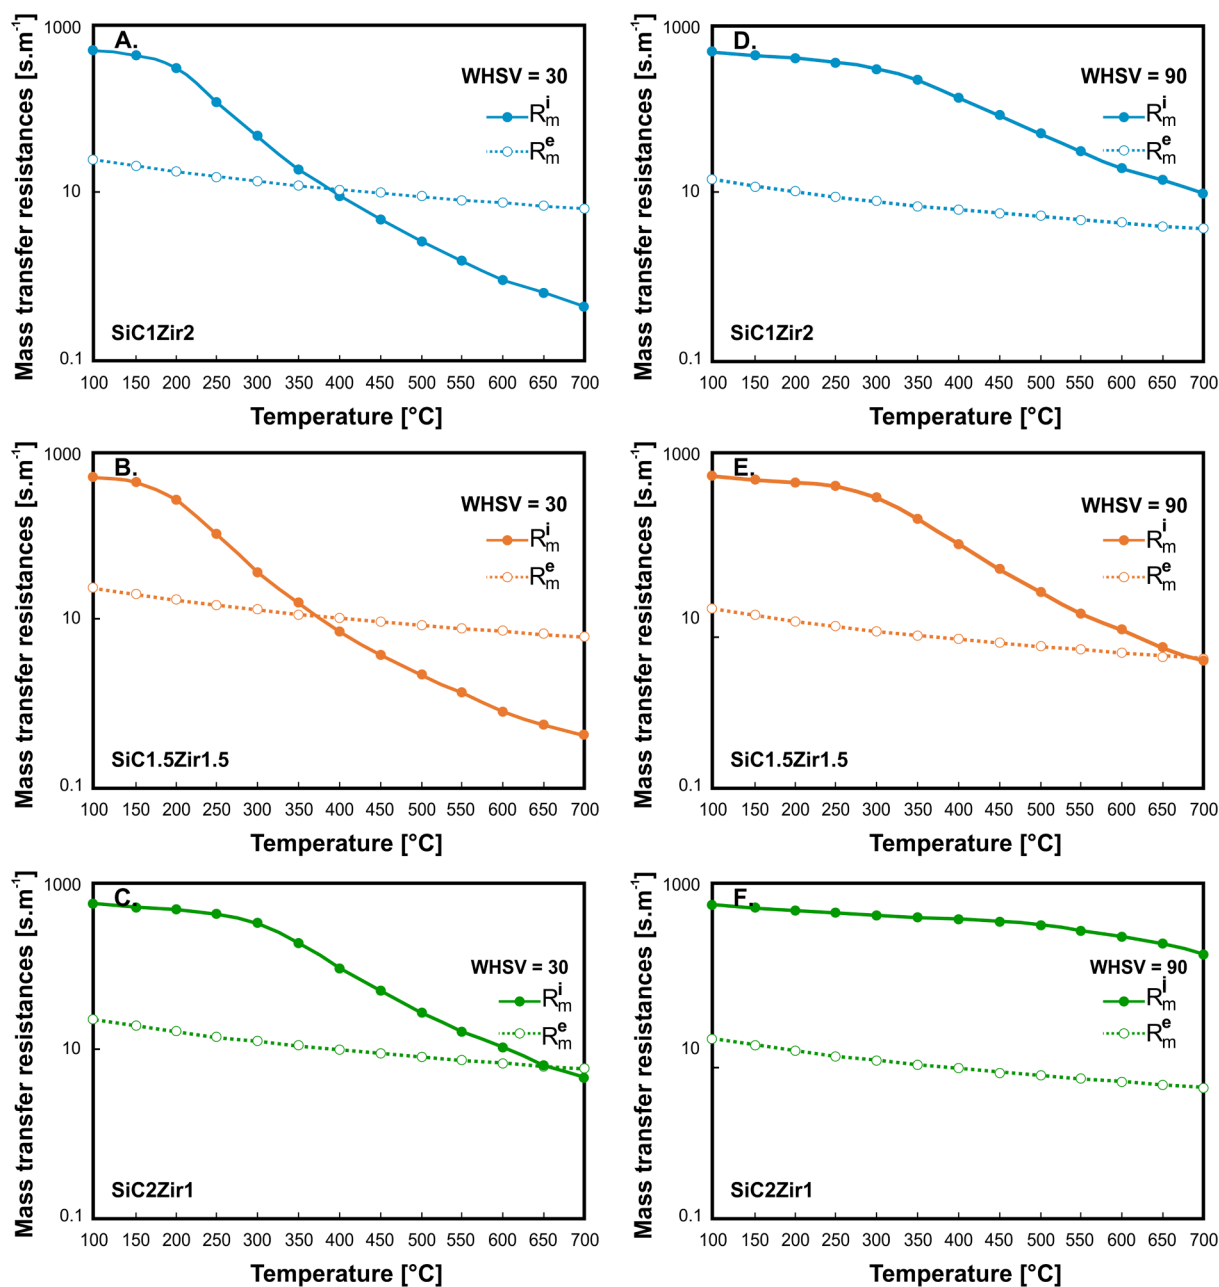 A.
Mass transfer resistances [s.m⁻¹]
1000
10
0.1
WHSV = 30
R_m^i
R_m^e
SiC1Zir2
100 150 200 250 300 350 400 450 500 550 600 650 700
Temperature [°C]
D.
Mass transfer resistances [s.m⁻¹]
1000
10
0.1
WHSV = 90
R_m^i
R_m^e
SiC1Zir2
100 150 200 250 300 350 400 450 500 550 600 650 700
Temperature [°C]
B.
Mass transfer resistances [s.m⁻¹]
1000
10
0.1
WHSV = 30
R_m^i
R_m^e
SiC1.5Zir1.5
100 150 200 250 300 350 400 450 500 550 600 650 700
Temperature [°C]
E.
Mass transfer resistances [s.m⁻¹]
1000
10
0.1
WHSV = 90
R_m^i
R_m^e
SiC1.5Zir1.5
100 150 200 250 300 350 400 450 500 550 600 650 700
Temperature [°C]
C.
Mass transfer resistances [s.m⁻¹]
1000
10
0.1
WHSV = 30
R_m^i
R_m^e
SiC2Zir1
100 150 200 250 300 350 400 450 500 550 600 650 700
Temperature [°C]
F.
Mass transfer resistances [s.m⁻¹]
1000
10
0.1
WHSV = 90
R_m^i
R_m^e
SiC2Zir1
100 150 200 250 300 350 400 450 500 550 600 650 700
Temperature [°C]